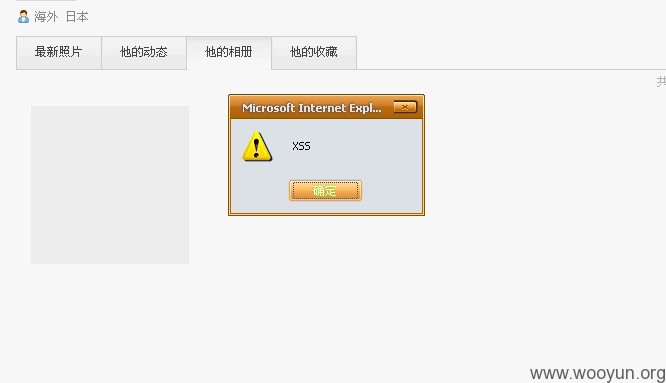 海外 日本
最新照片 他的动态 他的相册 他的收藏
共
Microsoft Internet Expl...
XSS
确定
www.wooyun.org